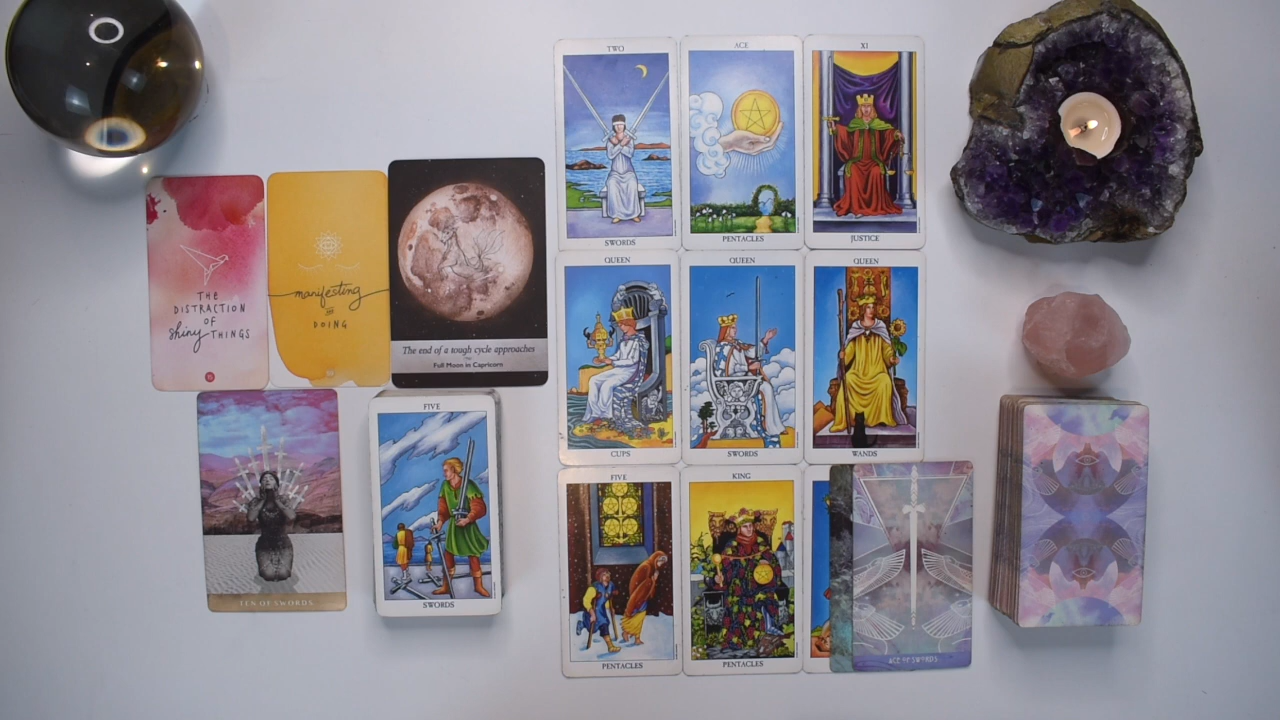 THE
DISTRACTION
OF
shiny THINGS
manifesting
AND
DOING
The end of a tough cycle approaches
Full Moon in Capricorn
TEN OF SWORDS
FIVE
SWORDS
TWO
SWORDS
ACE
PENTACLES
XI
JUSTICE
QUEEN
CUPS
QUEEN
SWORDS
QUEEN
WANDS
FIVE
PENTACLES
KING
PENTACLES
ACE OF SWORDS